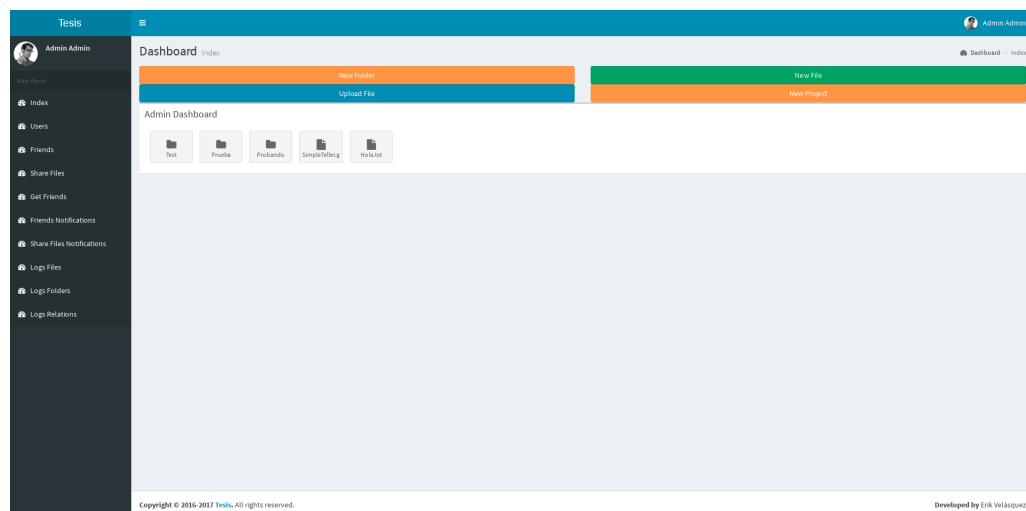 Tesis
Admin Admin
Admin Admin
Main Panel
Index
Users
Friends
Share Files
Get Friends
Friends Notifications
Share Files Notifications
Logs Files
Logs Folders
Logs Relations
Dashboard Index
Dashboard > Index
New Folder
New File
Upload File
New Project
Admin Dashboard
Test
Prueba
Probando
SimpleTeller.g
Hola.txt
Copyright © 2016-2017 Tesis. All rights reserved.
Developed by Erik Velásquez